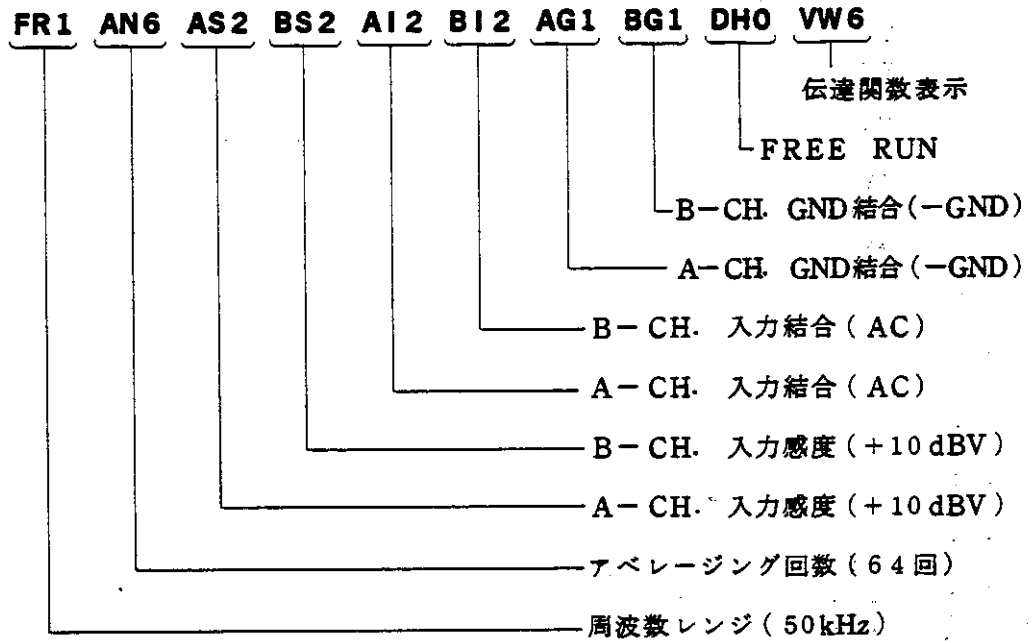 FR1 AN6 AS2 BS2 AI2 BI2 AG1 BG1 DH0 VW6
伝達関数表示
FREE RUN
B-CH. GND結合(-GND)
A-CH. GND結合(-GND)
B-CH. 入力結合(AC)
A-CH. 入力結合(AC)
B-CH. 入力感度(+10dBV)
A-CH. 入力感度(+10dBV)
アベレージング回数(64回)
周波数レンジ(50kHz)